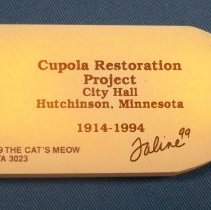 Cupola Restoration
Project
City Hall
Hutchinson, Minnesota
1914-1994
Faline 99
9 THE CAT'S MEOW
TA 3023